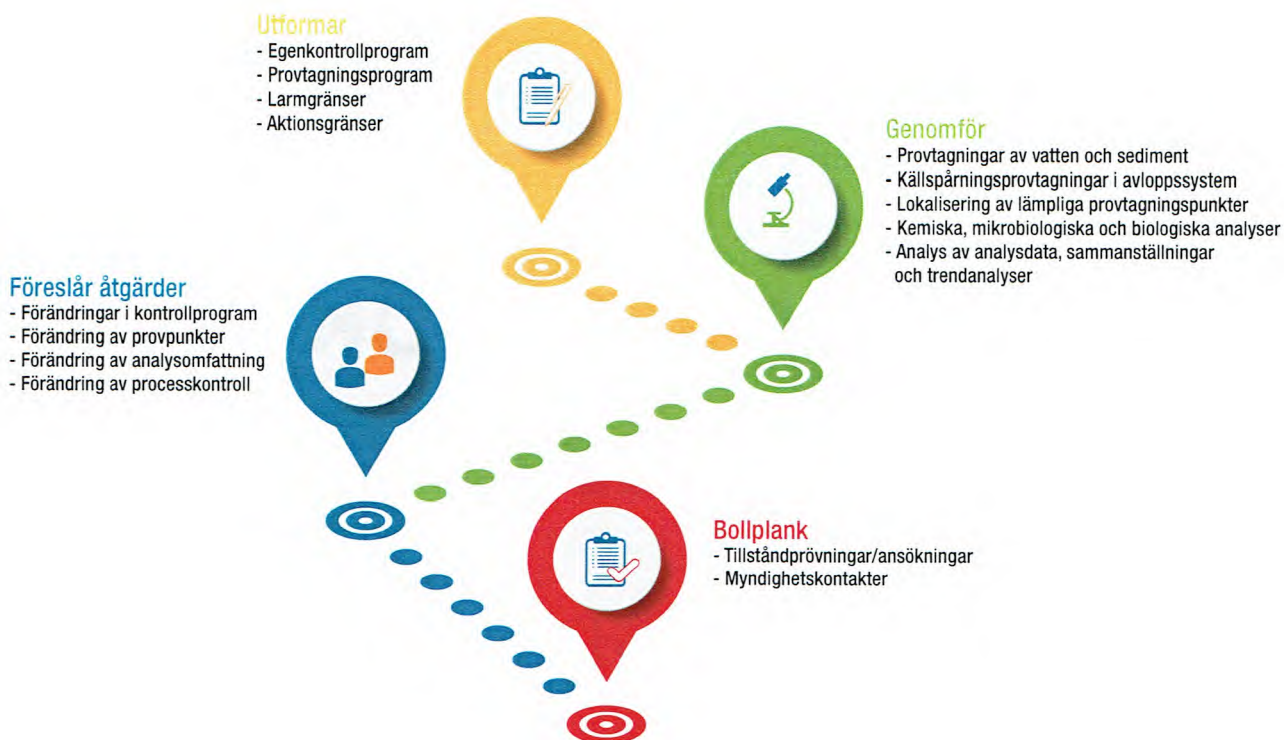 Utformar
- Egenkontrollprogram
- Provtagningsprogram
- Larmgränser
- Aktionsgränser
Genomför
- Provtagningar av vatten och sediment
- Källspårningsprovtagningar i avloppssystem
- Lokalisering av lämpliga provtagningspunkter
- Kemiska, mikrobiologiska och biologiska analyser
- Analys av analysdata, sammanställningar
och trendanalyser
Föreslår åtgärder
- Förändringar i kontrollprogram
- Förändring av provpunkter
- Förändring av analysomfattning
- Förändring av processkontroll
Bollplank
- Tillståndprövningar/ansökningar
- Myndighetskontakter